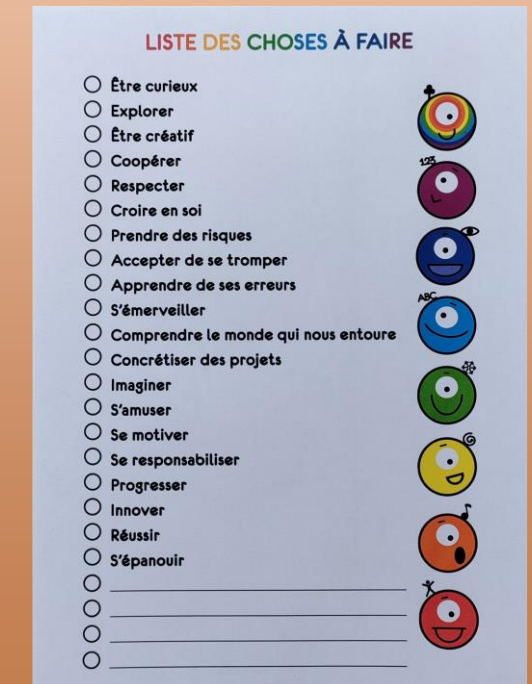 LISTE DES CHOSES À FAIRE
Être curieux
Explorer
Être créatif
Coopérer
Respecter
Croire en soi
Prendre des risques
Accepter de se tromper
Apprendre de ses erreurs
S'émerveiller
Comprendre le monde qui nous entoure
Concrétiser des projets
Imaginer
S'amuser
Se motiver
Se responsabiliser
Progresser
Innover
Réussir
S'épanouir
123
ABC